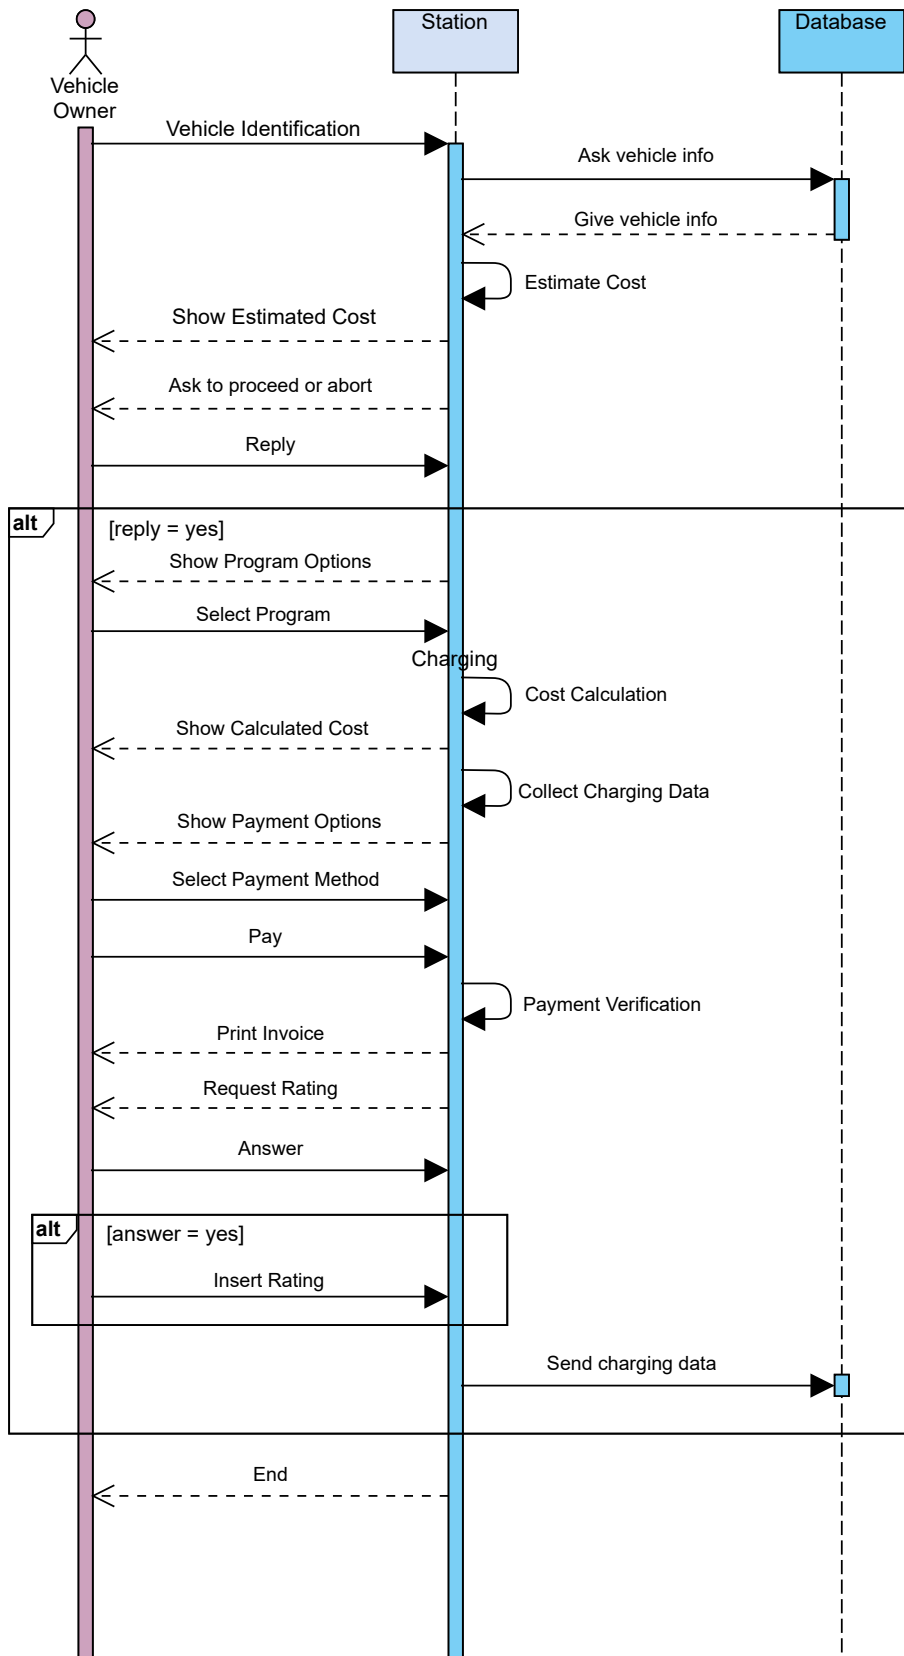 Station
Database
Vehicle
Owner
Vehicle Identification
Ask vehicle info
Give vehicle info
Estimate Cost
Show Estimated Cost
Ask to proceed or abort
Reply
alt
[reply = yes]
Show Program Options
Select Program
Charging
Cost Calculation
Show Calculated Cost
Collect Charging Data
Show Payment Options
Select Payment Method
Pay
Payment Verification
Print Invoice
Request Rating
Answer
alt
[answer = yes]
Insert Rating
Send charging data
End